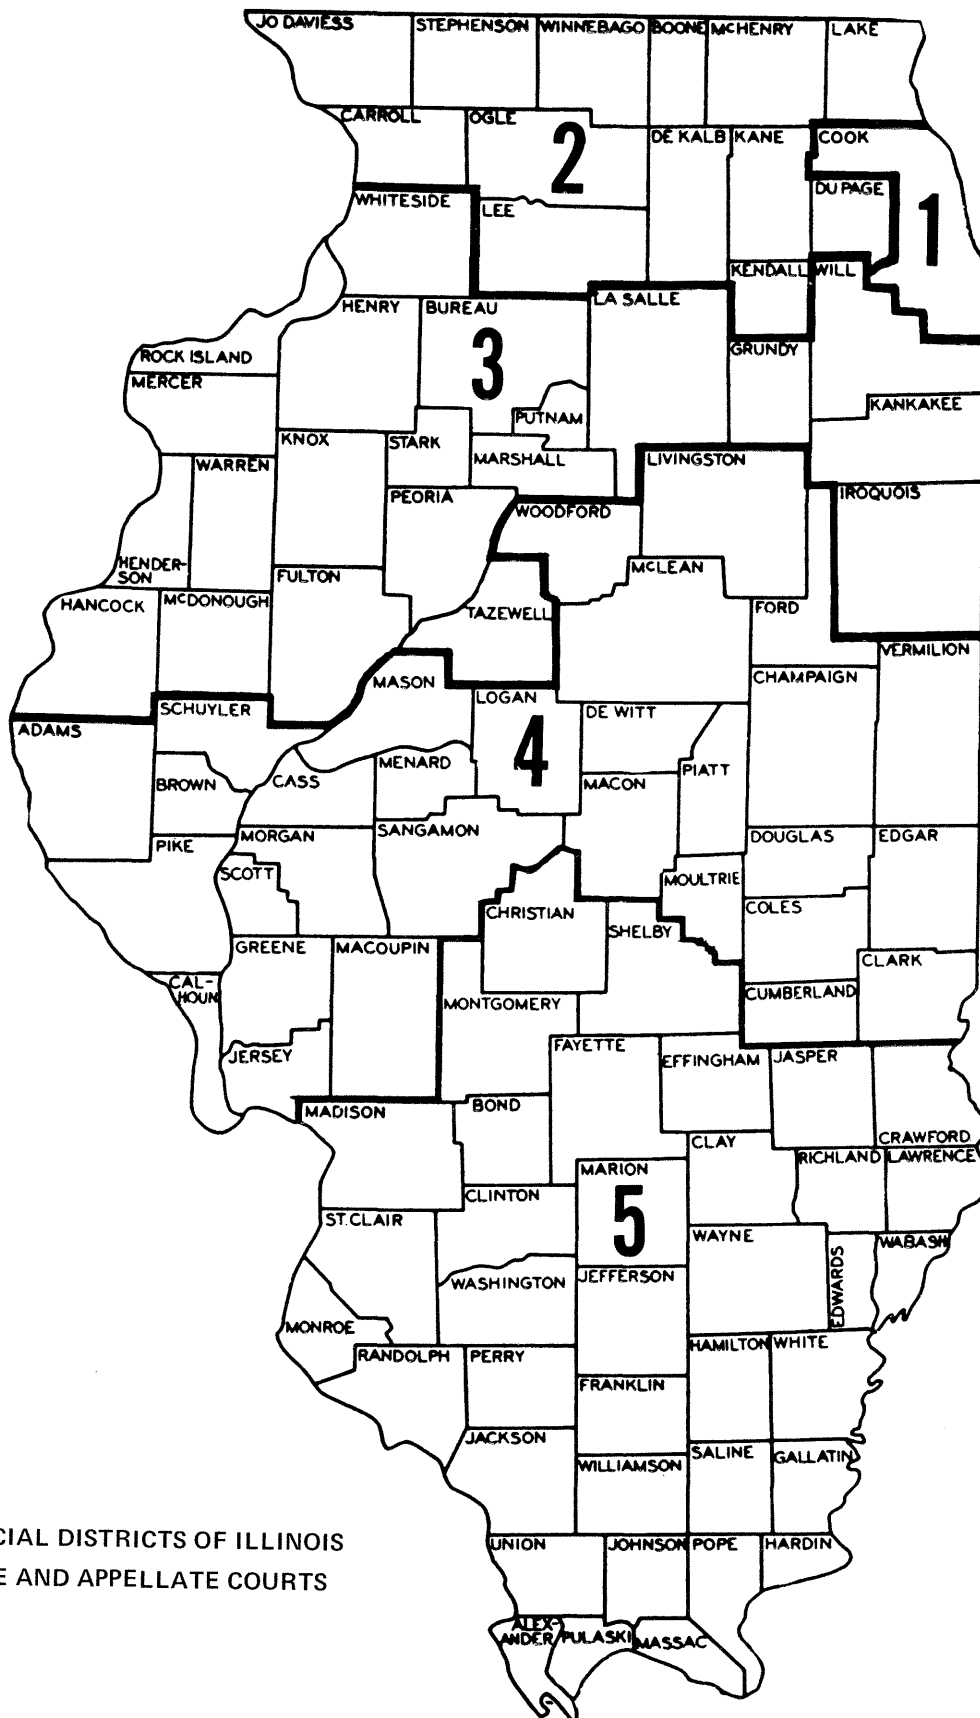 JO DAVIESS STEPHENSON WINNEBAGO BOONE McHENRY LAKE
CARROLL OGLE
2
DE KALB KANE COOK
DU PAGE
1
WHITESIDE
LEE
KENDALL WILL
HENRY BUREAU LA SALLE
3
GRUNDY
ROCK ISLAND
MERCER
KANKAKEE
PUTNAM
KNOX STARK
MARSHALL
LIVINGSTON
WARREN
PEORIA
IROQUOIS
WOODFORD
HENDER-
SON
McLEAN
FULTON
HANCOCK McDONOUGH
TAZEWELL
FORD
VERMILION
MASON
CHAMPAIGN
LOGAN
SCHUYLER
DE WITT
ADAMS
4
MENARD
PIATT
BROWN
CASS
MACON
PIKE
MORGAN SANGAMON
DOUGLAS EDGAR
SCOTT
MOULTRIE
CHRISTIAN
COLES
SHELBY
GREENE MACOUPIN
CLARK
CAL-
HOUN
MONTGOMERY
CUMBERLAND
JERSEY
FAYETTE
EFFINGHAM JASPER
MADISON BOND
CLAY
CRAWFORD
RICHLAND LAWRENCE
MARION
CLINTON
5
ST. CLAIR
WAYNE
WABASH
EDWARDS
WASHINGTON JEFFERSON
MONROE
HAMILTON WHITE
RANDOLPH PERRY
FRANKLIN
JACKSON
WILLIAMSON SALINE GALLATIN
UNION JOHNSON POPE HARDIN
CIAL DISTRICTS OF ILLINOIS
E AND APPELLATE COURTS
ALEX-
ANDER PULASKI MASSAC